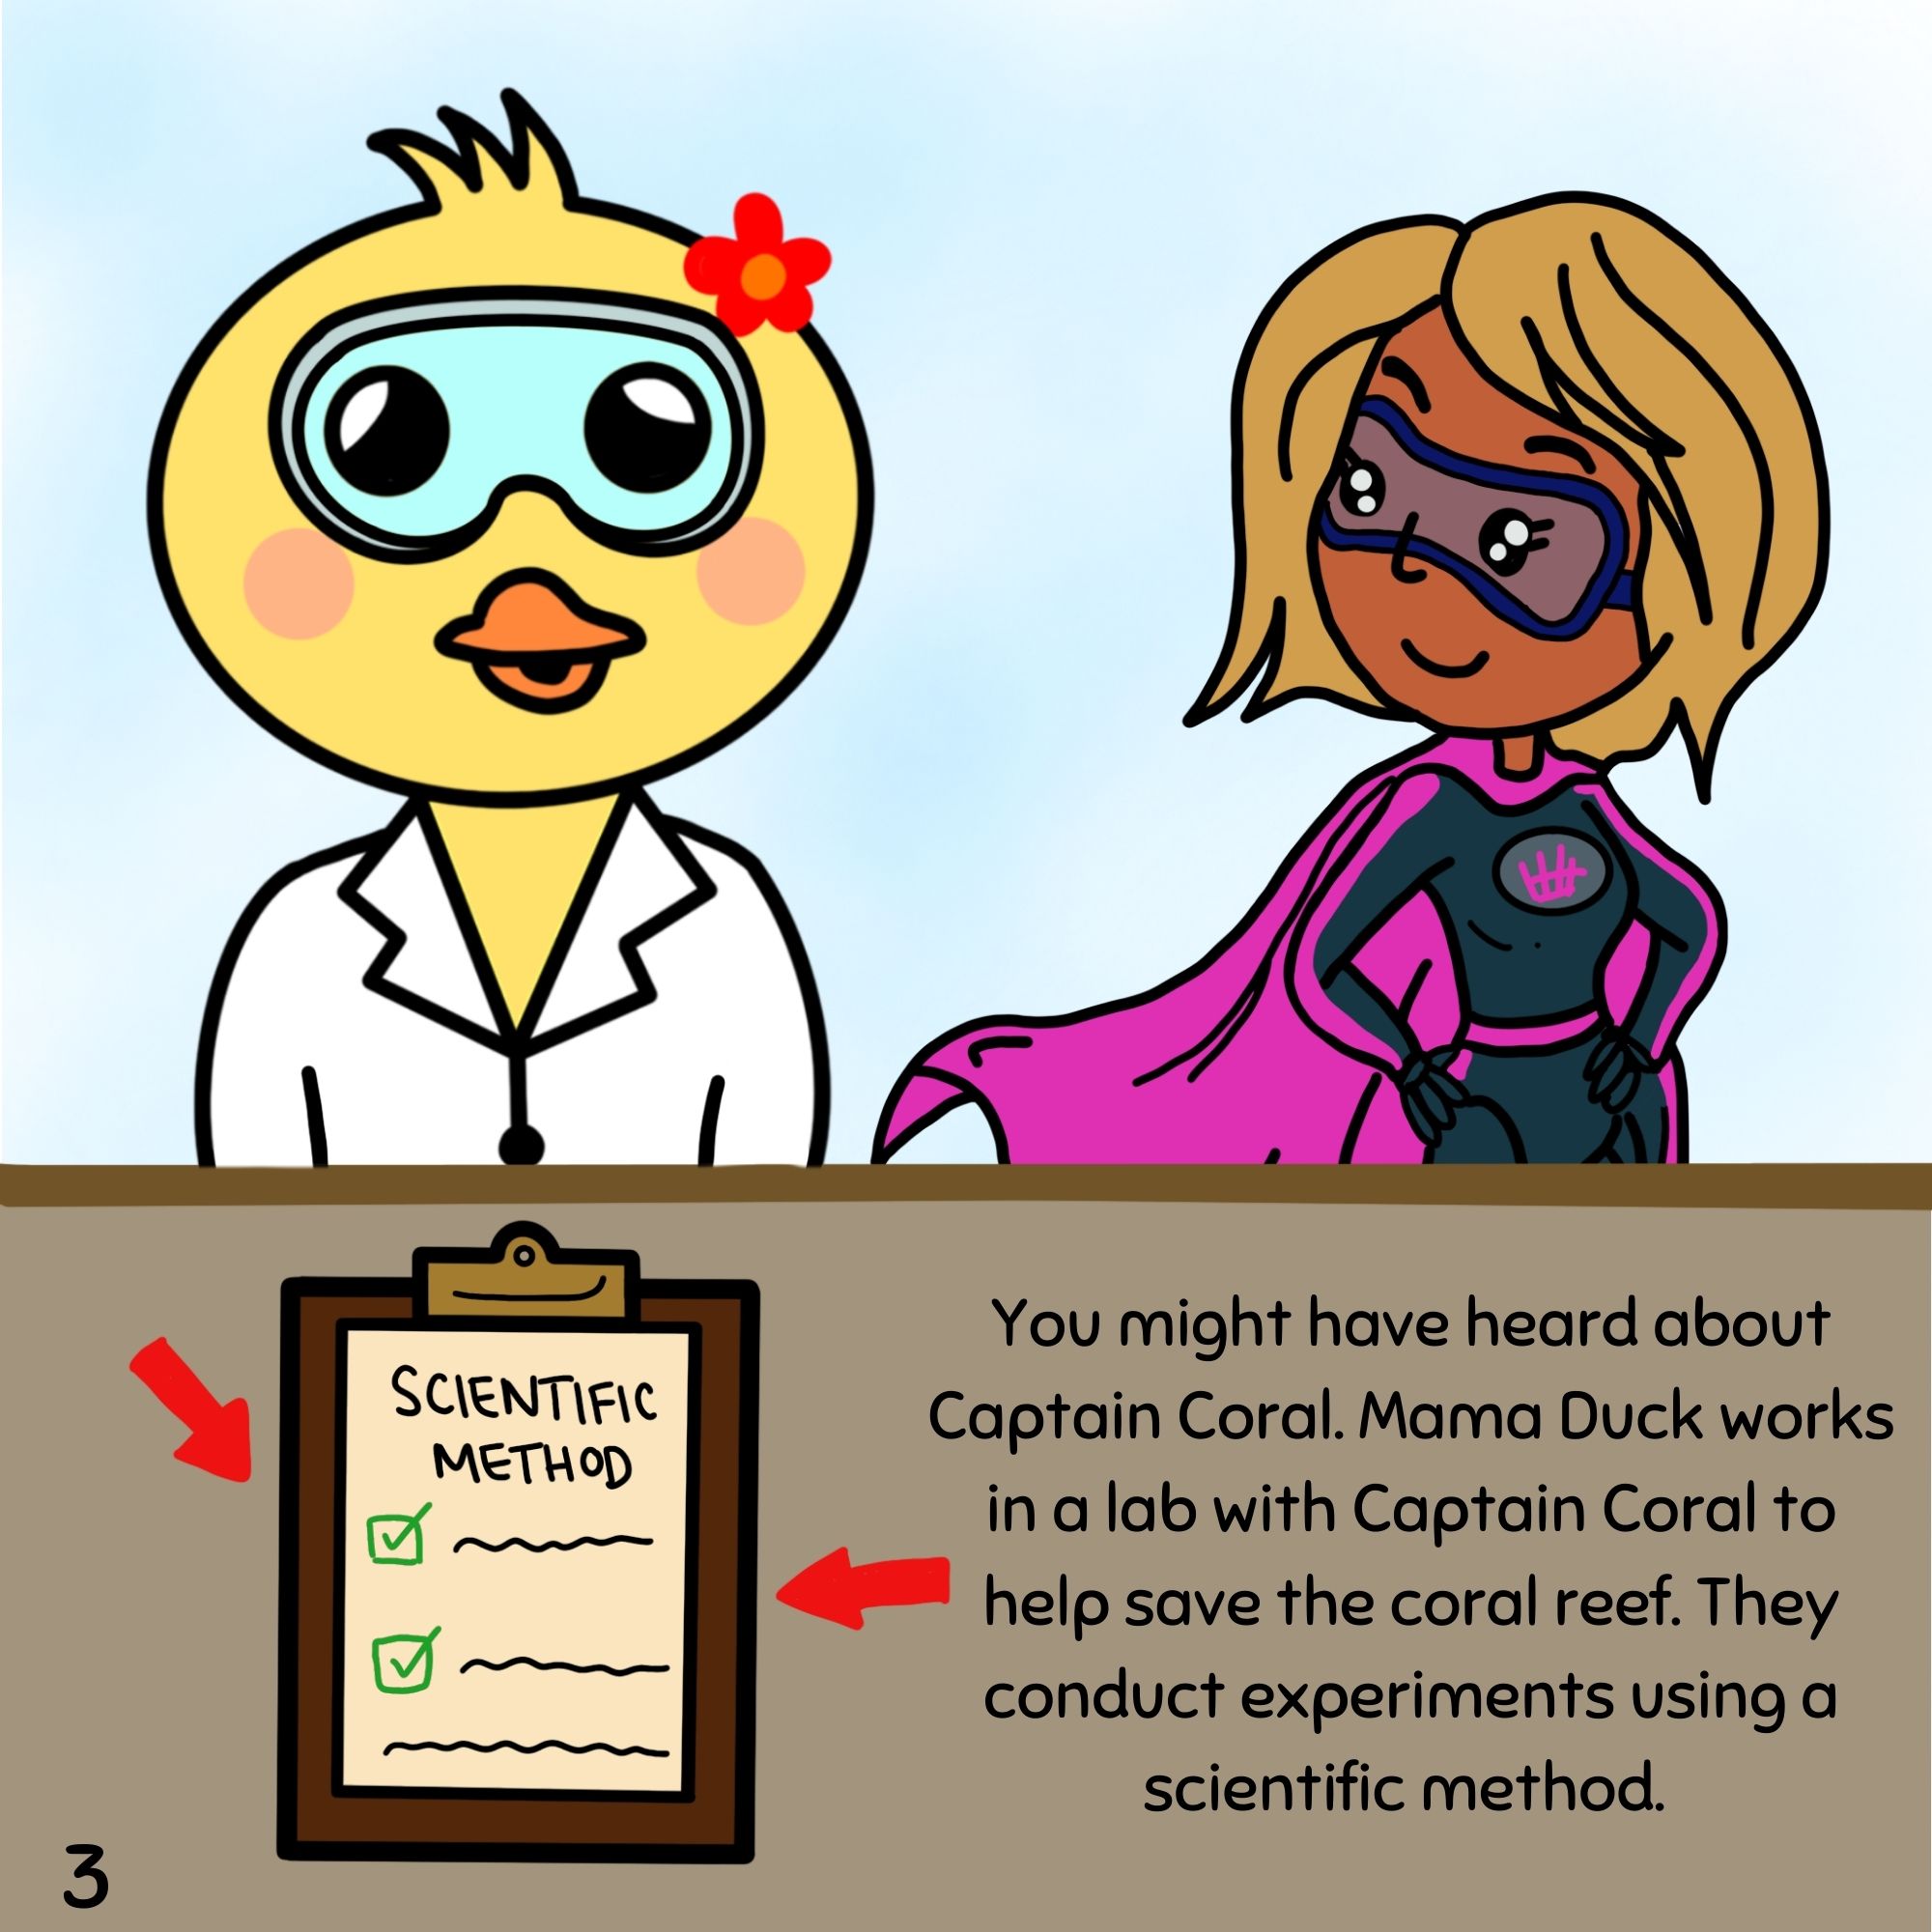 SCIENTIFIC
METHOD
You might have heard about
Captain Coral. Mama Duck works
in a lab with Captain Coral to
help save the coral reef. They
conduct experiments using a
scientific method.
3